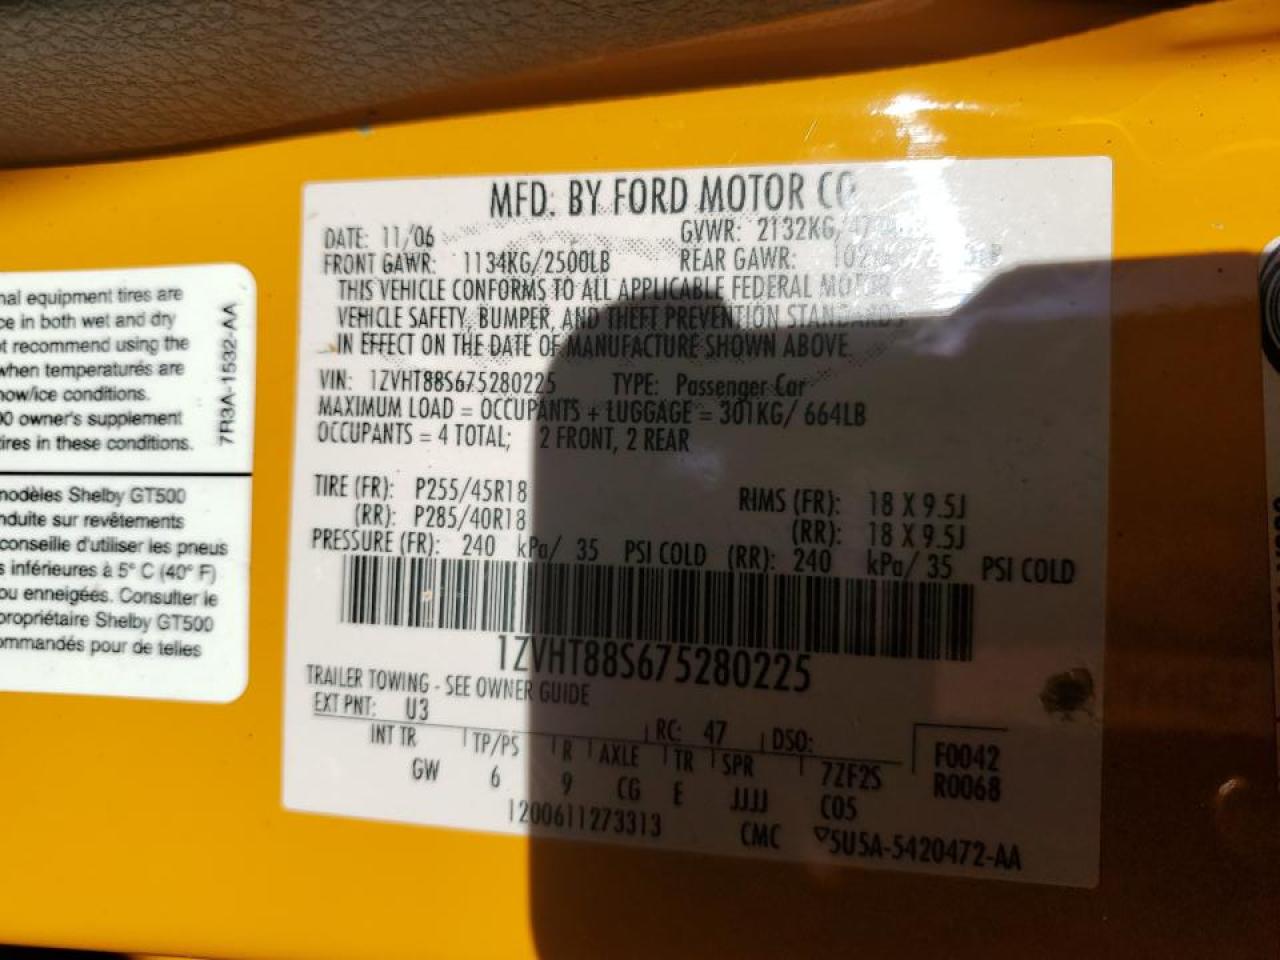 nal equipment tires are
ce in both wet and dry
ot recommend using the
when temperatures are
now/ice conditions.
00 owner's supplement
tires in these conditions.
7R3A-1532-AA
modèles Shelby GT500
nduite sur revêtements
conseille d'utiliser les pneus
s inférieures à 5° C (40° F)
ou enneigés. Consulter le
propriétaire Shelby GT500
ommandés pour de telles
MFD. BY FORD MOTOR CO
DATE: 11/06 GVWR: 2132KG/
FRONT GAWR: 1134KG/2500LB REAR GAWR:
THIS VEHICLE CONFORMS TO ALL APPLICABLE FEDERAL MOTOR
VEHICLE SAFETY, BUMPER, AND THEFT PREVENTION STANDARDS
IN EFFECT ON THE DATE OF MANUFACTURE SHOWN ABOVE.
VIN: 1ZVHT88S675280225 TYPE: Passenger Car
MAXIMUM LOAD = OCCUPANTS + LUGGAGE = 301KG/ 664LB
OCCUPANTS = 4 TOTAL; 2 FRONT, 2 REAR
TIRE (FR): P255/45R18 RIMS (FR): 18 X 9.5J
(RR): P285/40R18 (RR): 18 X 9.5J
PRESSURE (FR): 240 kPa/ 35 PSI COLD (RR): 240 kPa/ 35 PSI COLD
1ZVHT88S675280225
TRAILER TOWING - SEE OWNER GUIDE
EXT PNT: U3 RC: 47 DSO:
INT TR TP/PS R AXLE TR SPR 7ZF2S F0042
GW 6 9 CG E JJJJ C05 R0068
1200611273313 CMC ▽5U5A-5420472-AA